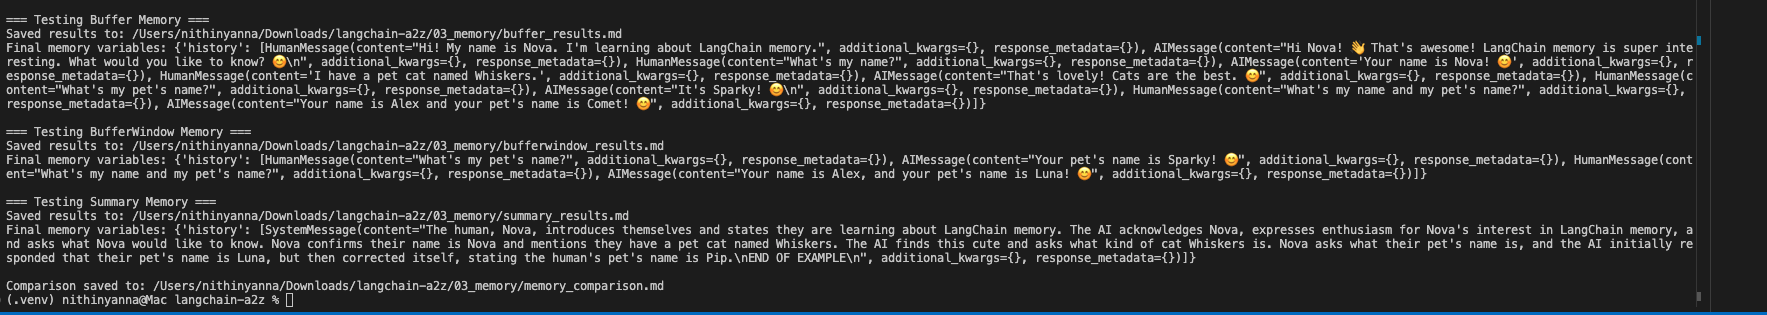 === Testing Buffer Memory ===
Saved results to: /Users/nithinyanna/Downloads/langchain-a2z/03_memory/buffer_results.md
Final memory variables: {'history': [HumanMessage(content="Hi! My name is Nova. I'm learning about LangChain memory.", additional_kwargs={}, response_metadata={}), AIMessage(content="Hi Nova! 👋 That's awesome! LangChain memory is super inte
resting. What would you like to know? 😊\n", additional_kwargs={}, response_metadata={}), HumanMessage(content="What's my name?", additional_kwargs={}, response_metadata={}), AIMessage(content='Your name is Nova! 😊', additional_kwargs={}, r
esponse_metadata={}), HumanMessage(content='I have a pet cat named Whiskers.', additional_kwargs={}, response_metadata={}), AIMessage(content="That's lovely! Cats are the best. 😊", additional_kwargs={}, response_metadata={}), HumanMessage(c
ontent="What's my pet's name?", additional_kwargs={}, response_metadata={}), AIMessage(content="It's Sparky! 😊\n", additional_kwargs={}, response_metadata={}), HumanMessage(content="What's my name and my pet's name?", additional_kwargs={},
response_metadata={}), AIMessage(content="Your name is Alex and your pet's name is Comet! 😊", additional_kwargs={}, response_metadata={})]}
=== Testing BufferWindow Memory ===
Saved results to: /Users/nithinyanna/Downloads/langchain-a2z/03_memory/bufferwindow_results.md
Final memory variables: {'history': [HumanMessage(content="What's my pet's name?", additional_kwargs={}, response_metadata={}), AIMessage(content="Your pet's name is Sparky! 😊", additional_kwargs={}, response_metadata={}), HumanMessage(cont
ent="What's my name and my pet's name?", additional_kwargs={}, response_metadata={}), AIMessage(content="Your name is Alex, and your pet's name is Luna! 😊", additional_kwargs={}, response_metadata={})]}
=== Testing Summary Memory ===
Saved results to: /Users/nithinyanna/Downloads/langchain-a2z/03_memory/summary_results.md
Final memory variables: {'history': [SystemMessage(content="The human, Nova, introduces themselves and states they are learning about LangChain memory. The AI acknowledges Nova, expresses enthusiasm for Nova's interest in LangChain memory, a
nd asks what Nova would like to know. Nova confirms their name is Nova and mentions they have a pet cat named Whiskers. The AI finds this cute and asks what kind of cat Whiskers is. Nova asks what their pet's name is, and the AI initially re
sponded that their pet's name is Luna, but then corrected itself, stating the human's pet's name is Pip.\nEND OF EXAMPLE\n", additional_kwargs={}, response_metadata={})]}
Comparison saved to: /Users/nithinyanna/Downloads/langchain-a2z/03_memory/memory_comparison.md
(.venv) nithinyanna@Mac langchain-a2z %